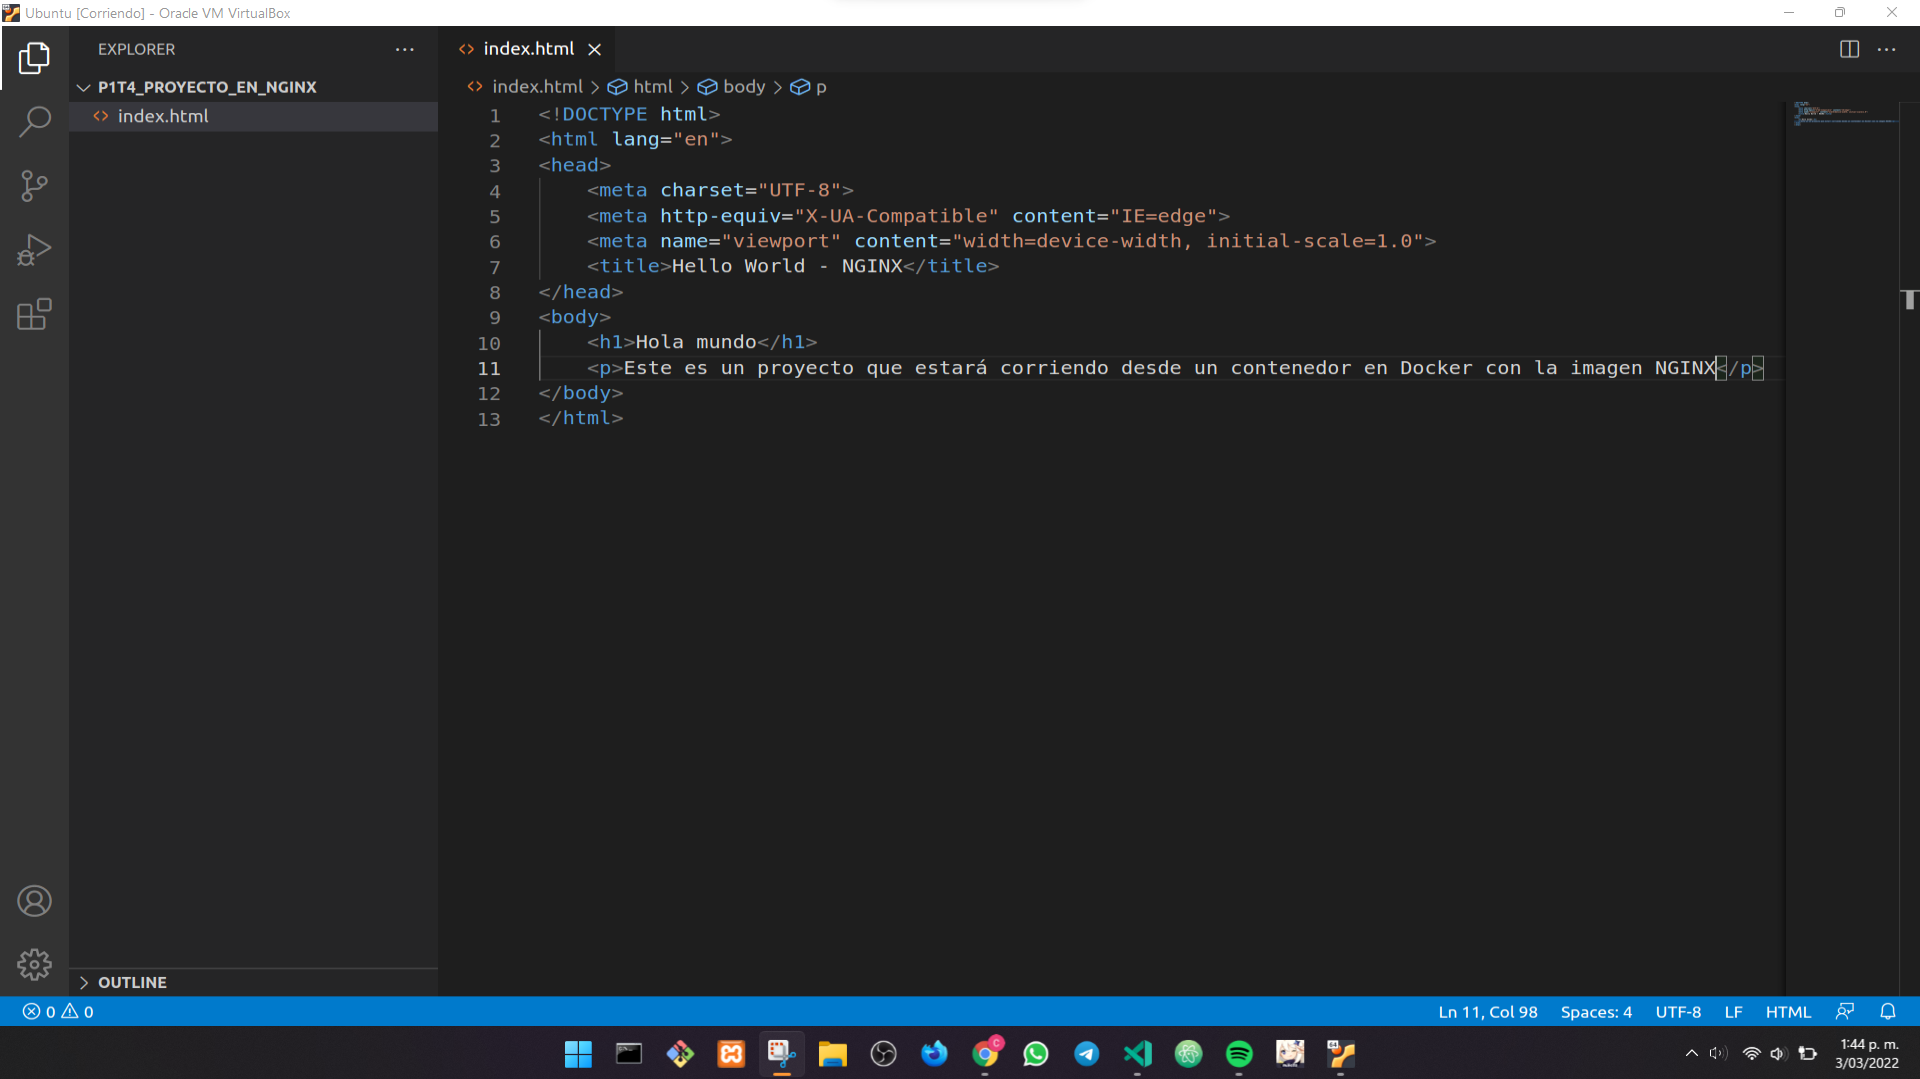 Ubuntu [Corriendo] - Oracle VM VirtualBox
EXPLORER
P1T4_PROYECTO_EN_NGINX
index.html
index.html
index.html > html > body > p
1 <!DOCTYPE html>
2 <html lang="en">
3 <head>
4 <meta charset="UTF-8">
5 <meta http-equiv="X-UA-Compatible" content="IE=edge">
6 <meta name="viewport" content="width=device-width, initial-scale=1.0">
7 <title>Hello World - NGINX</title>
8 </head>
9 <body>
10 <h1>Hola mundo</h1>
11 <p>Este es un proyecto que estará corriendo desde un contenedor en Docker con la imagen NGINX</p>
12 </body>
13 </html>
OUTLINE
0 0
Ln 11, Col 98 Spaces: 4 UTF-8 LF HTML
C
64
1:44 p. m.
3/03/2022